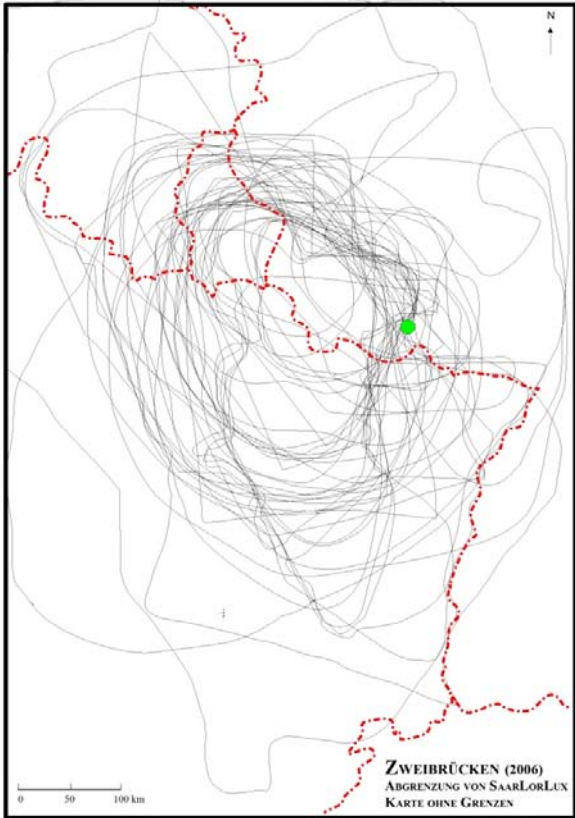 N
0 50 100 km
ZWEIBRÜCKEN (2006)
ABGRENZUNG VON SAARLORLUX
KARTE OHNE GRENZEN